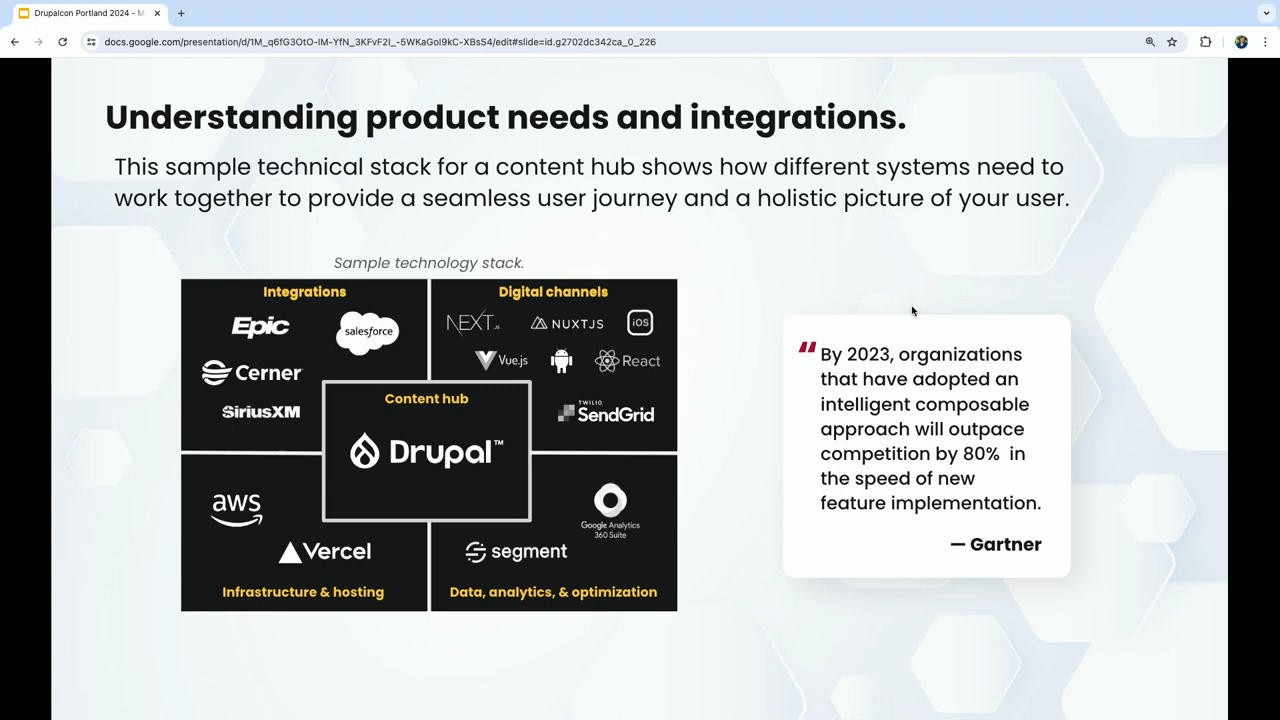 Drupalcon Portland 2024 - M
docs.google.com/presentation/d/1M_q6fG3OtO-IM-YfN_3KFvF2I_-5WKaGol9kC-XBsS4/edit#slide=id.g2702dc342ca_0_226
Understanding product needs and integrations.
This sample technical stack for a content hub shows how different systems need to
work together to provide a seamless user journey and a holistic picture of your user.
Sample technology stack.
Integrations
Epic
salesforce
Cerner
SiriusXM
Digital channels
NEXT.JS
NUXTJS
iOS
Vue.js
React
TWILIO
SendGrid
Content hub
Drupal™
aws
Vercel
Infrastructure & hosting
Google Analytics
360 Suite
segment
Data, analytics, & optimization
“ By 2023, organizations
that have adopted an
intelligent composable
approach will outpace
competition by 80% in
the speed of new
feature implementation.
— Gartner